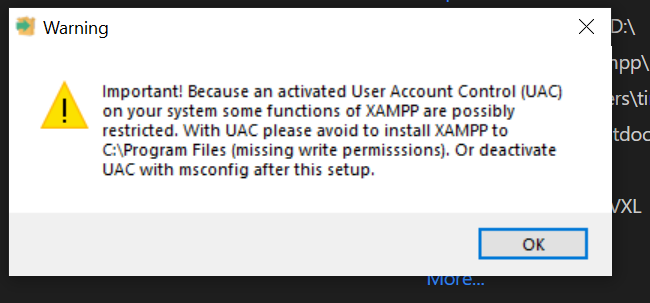 D:\
Warning
mpp\
Important! Because an activated User Account Control (UAC)
on your system some functions of XAMPP are possibly
restricted. With UAC please avoid to install XAMPP to
C:\Program Files (missing write permisssions). Or deactivate
UAC with msconfig after this setup.
ers\ti
tdoc
VXL
OK
More...